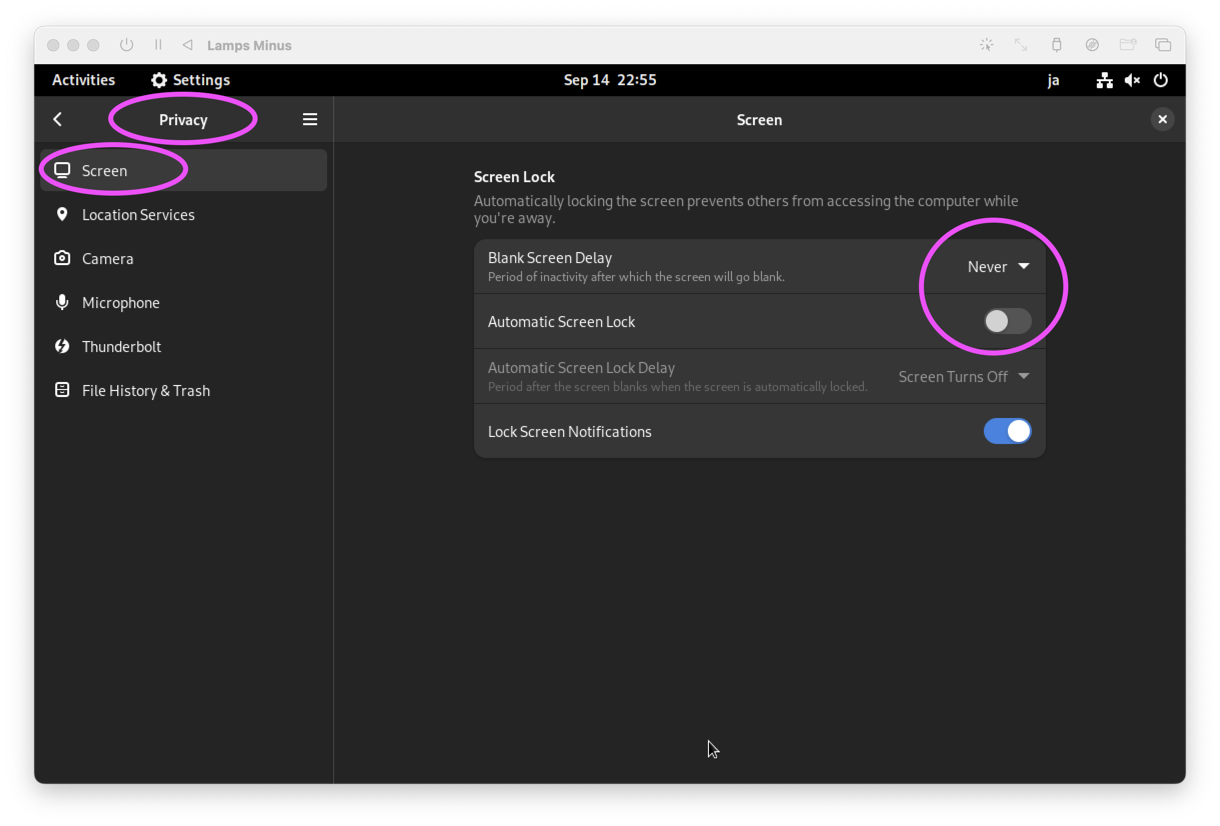 Lamps Minus
Activities
Settings
Sep 14 22:55
ja
Privacy
Screen
Screen
Location Services
Camera
Microphone
Thunderbolt
File History & Trash
Screen Lock
Automatically locking the screen prevents others from accessing the computer while
you're away.
Blank Screen Delay
Period of inactivity after which the screen will go blank.
Never
Automatic Screen Lock
Automatic Screen Lock Delay
Period after the screen blanks when the screen is automatically locked.
Screen Turns Off
Lock Screen Notifications